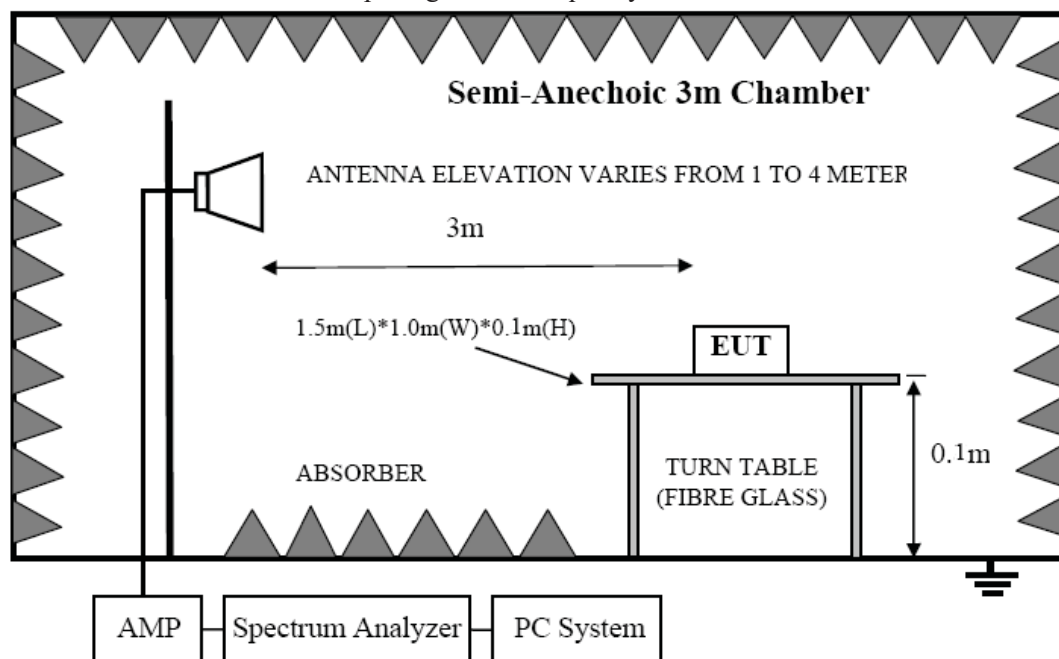 Semi-Anechoic 3m Chamber
ANTENNA ELEVATION VARIES FROM 1 TO 4 METER
3m
1.5m(L)*1.0m(W)*0.1m(H)
EUT
0.1m
ABSORBER
TURN TABLE
(FIBRE GLASS)
AMP
Spectrum Analyzer
PC System